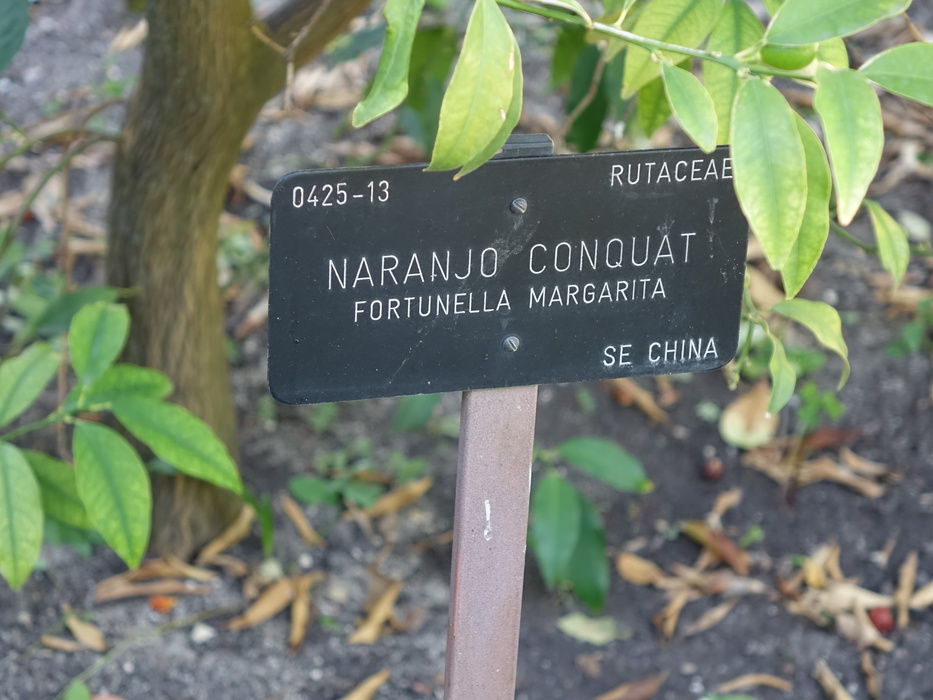 0425-13
RUTACEAE
NARANJO CONQUAT
FORTUNELLA MARGARITA
SE CHINA